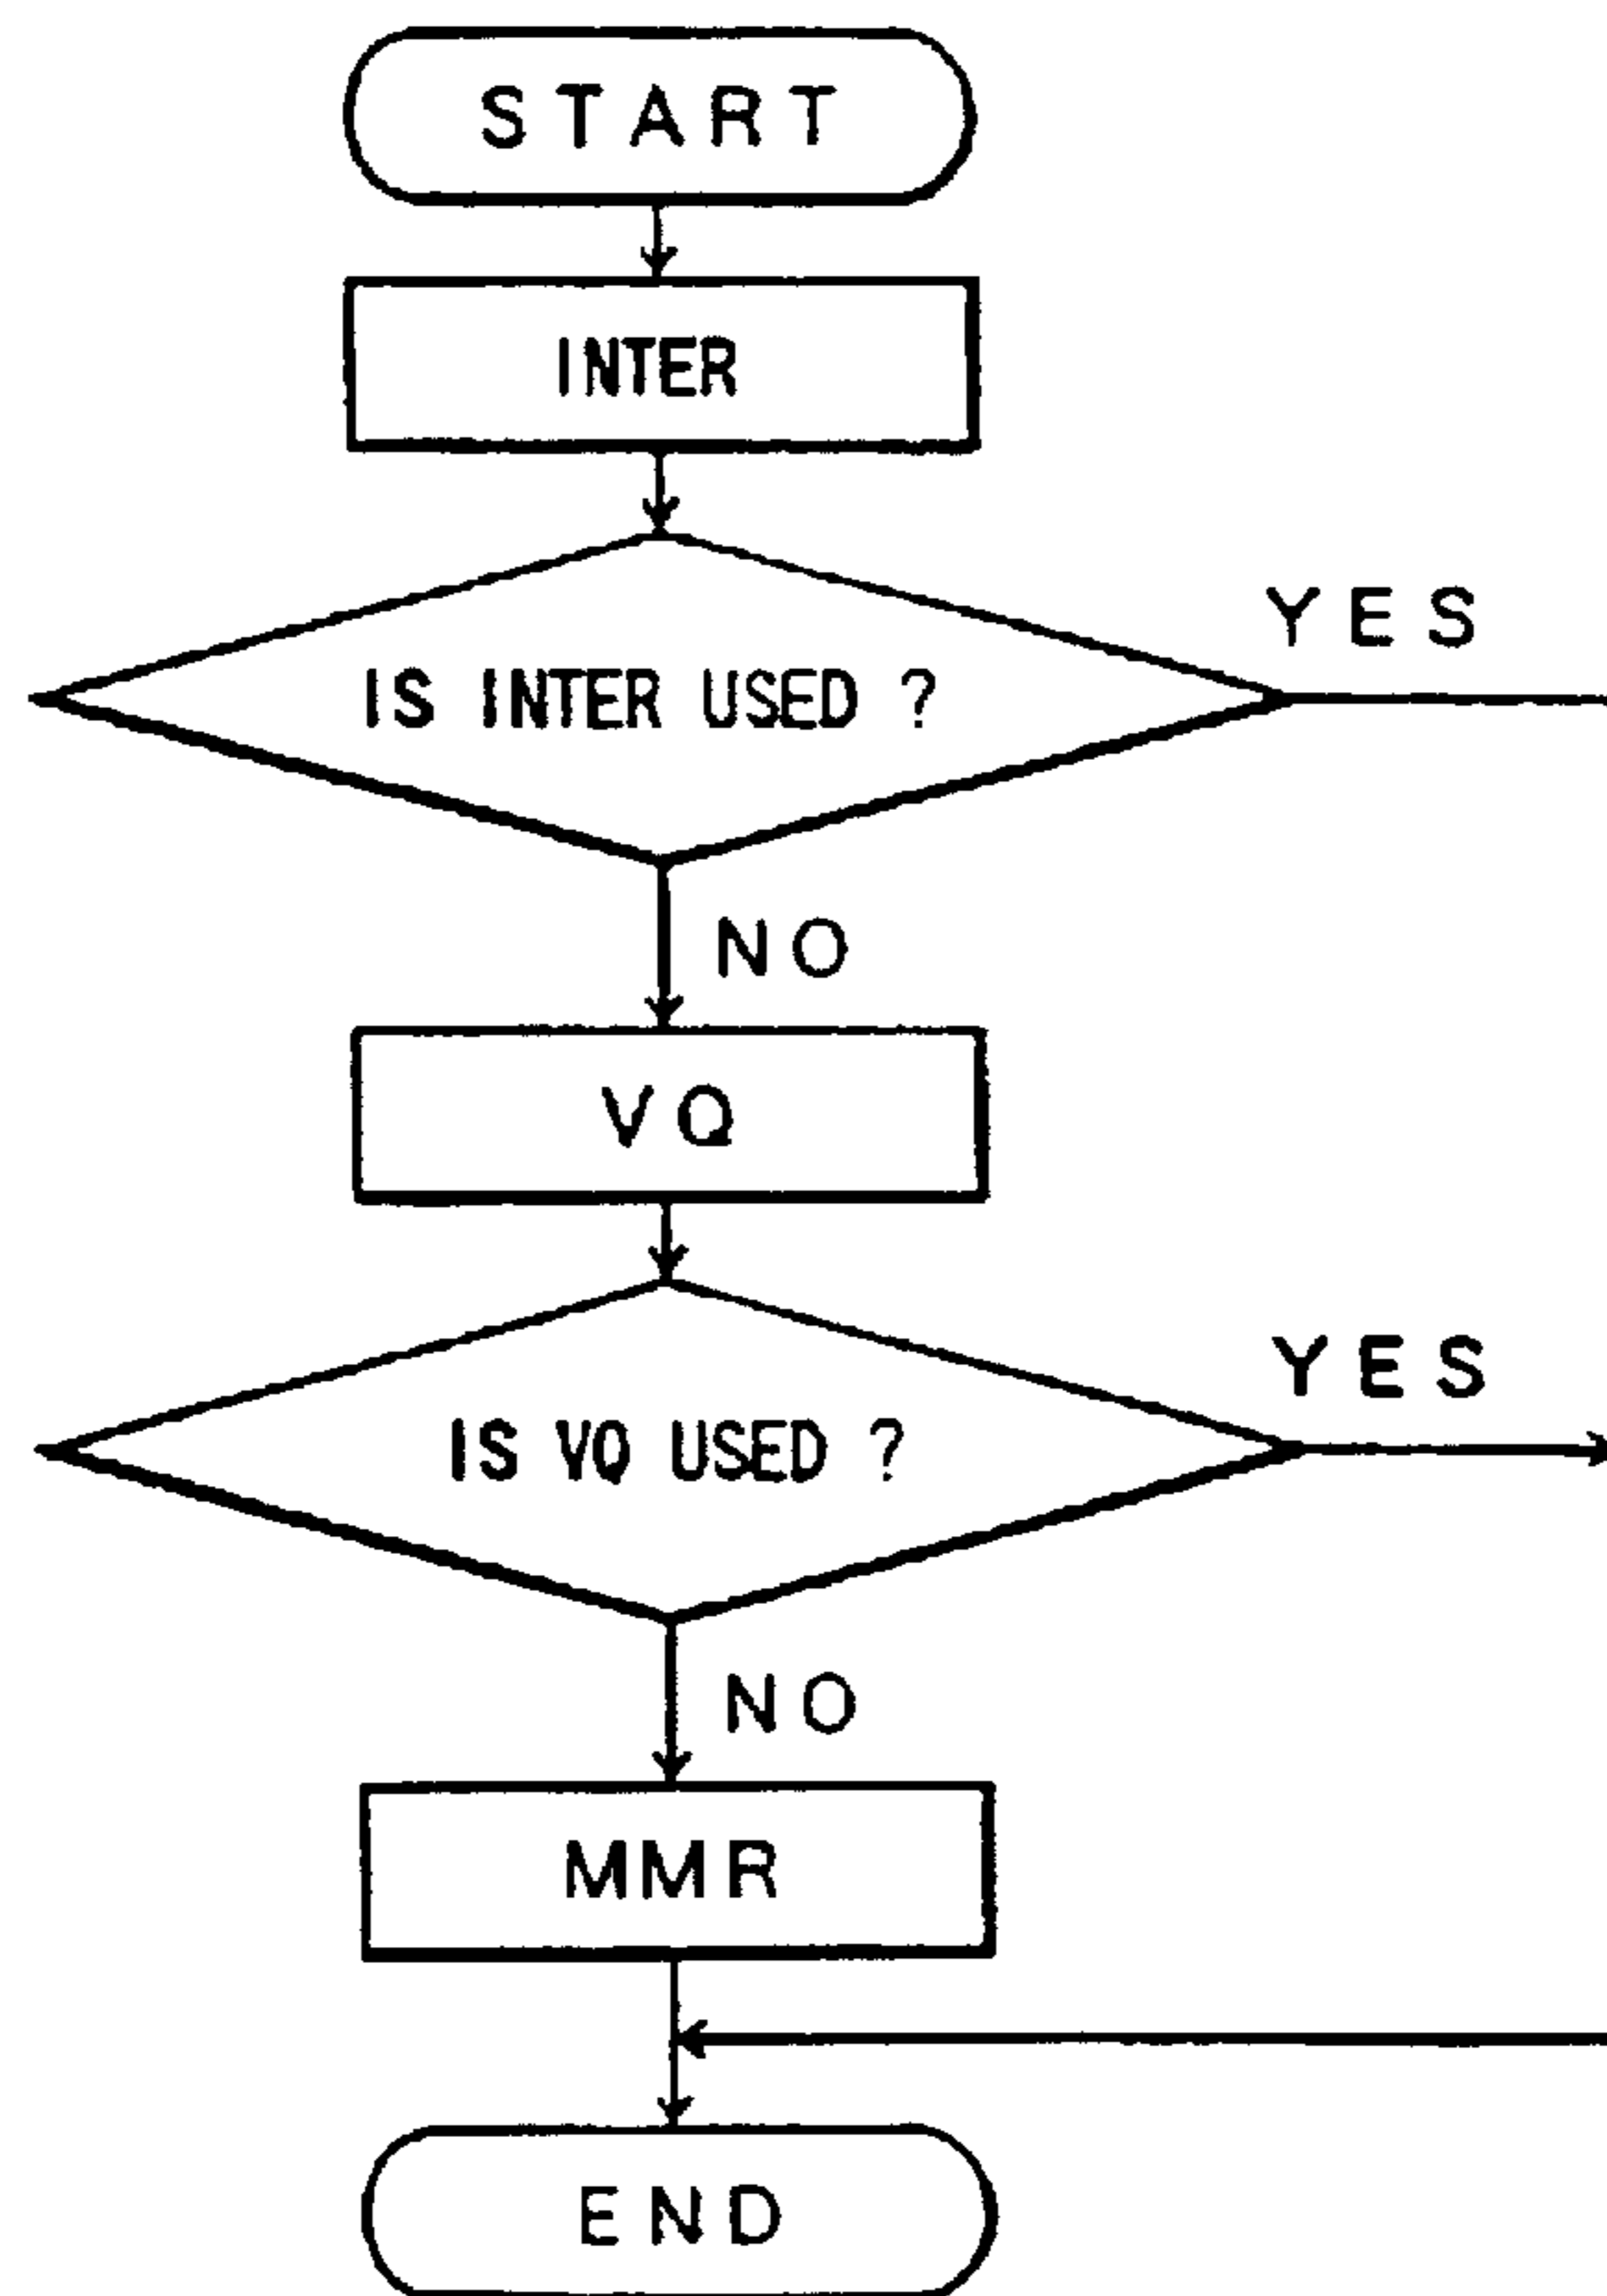 START
INTER
YES
IS INTER USED ?
NO
VQ
YES
IS VQ USED ?
NO
MMR
END